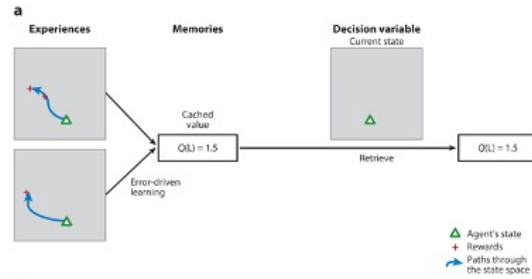 a
Experiences
Memories
Decision variable
Current state
Cached
value
Q(L) = 1.5
Q(L) = 1.5
Retrieve
Error-driven
learning
Agent's state
Rewards
Paths through
the state space